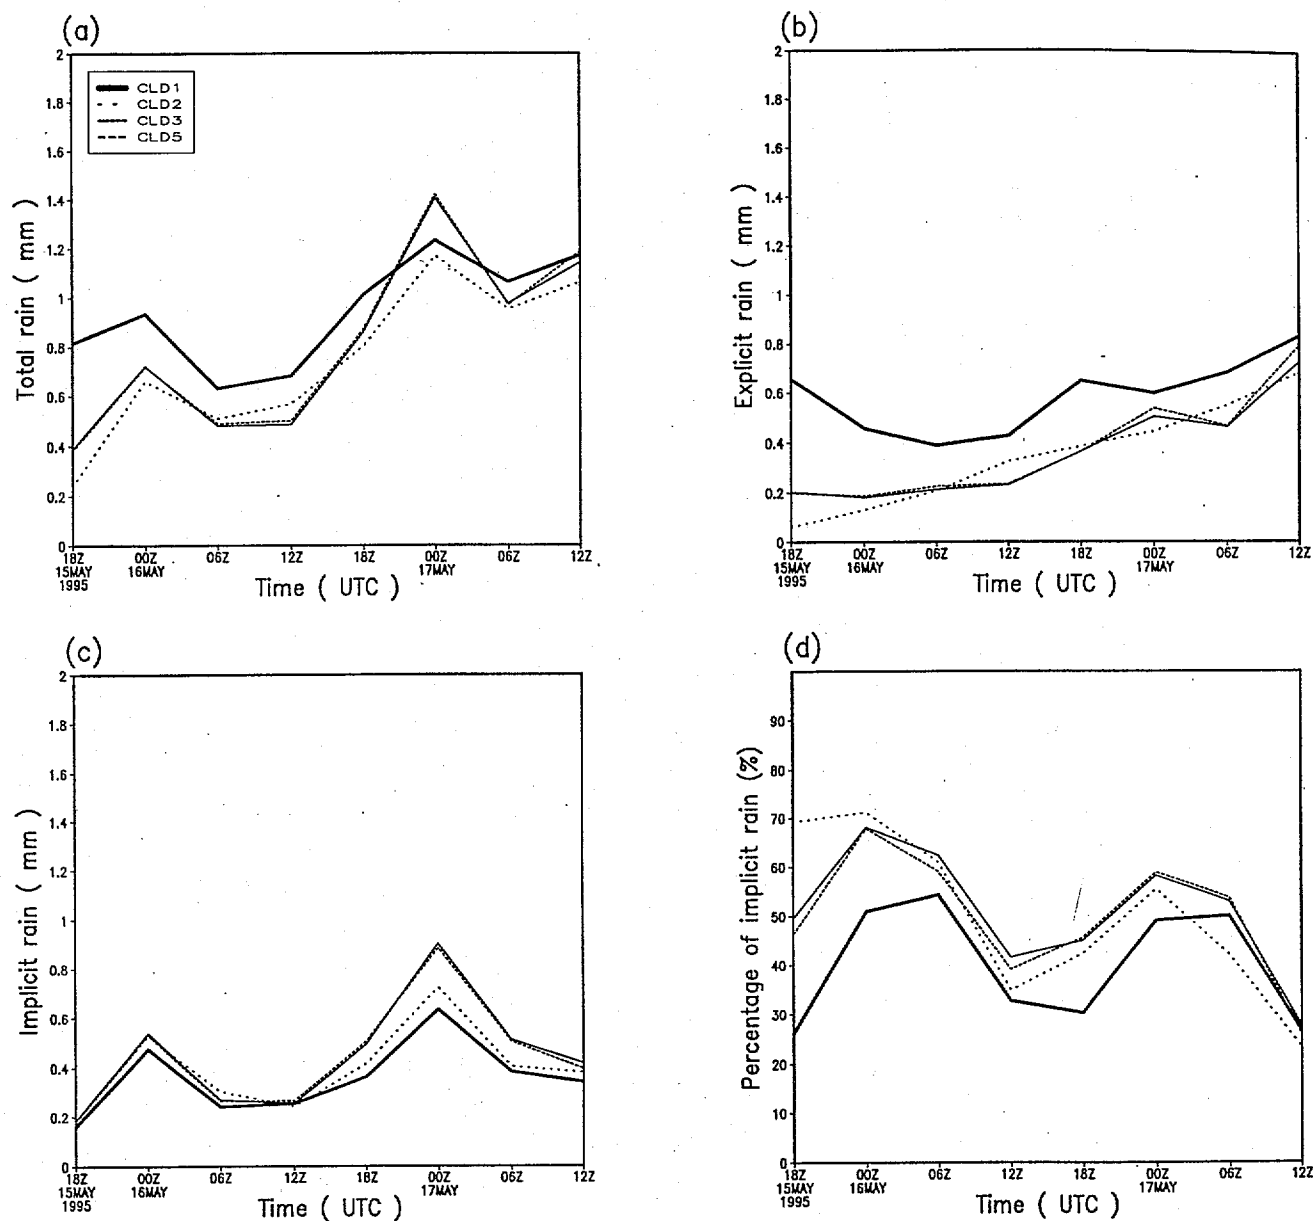 (a)
2
1.8
1.6
1.4
1.2
1
0.8
0.6
0.4
0.2
0
Total rain ( mm )
CLD1
CLD2
CLD3
CLD5
18Z 00Z 06Z 12Z 18Z 00Z 06Z 12Z
15MAY 16MAY 17MAY
1995
Time ( UTC )
(b)
2
1.8
1.6
1.4
1.2
1
0.8
0.6
0.4
0.2
0
Explicit rain ( mm )
18Z 00Z 06Z 12Z 18Z 00Z 06Z 12Z
15MAY 16MAY 17MAY
1995
Time ( UTC )
(c)
2
1.8
1.6
1.4
1.2
1
0.8
0.6
0.4
0.2
0
Implicit rain ( mm )
18Z 00Z 06Z 12Z 18Z 00Z 06Z 12Z
15MAY 16MAY 17MAY
1995
Time ( UTC )
(d)
90
80
70
60
50
40
30
20
10
0
Percentage of implicit rain (%)
18Z 00Z 06Z 12Z 18Z 00Z 06Z 12Z
15MAY 16MAY 17MAY
1995
Time ( UTC )